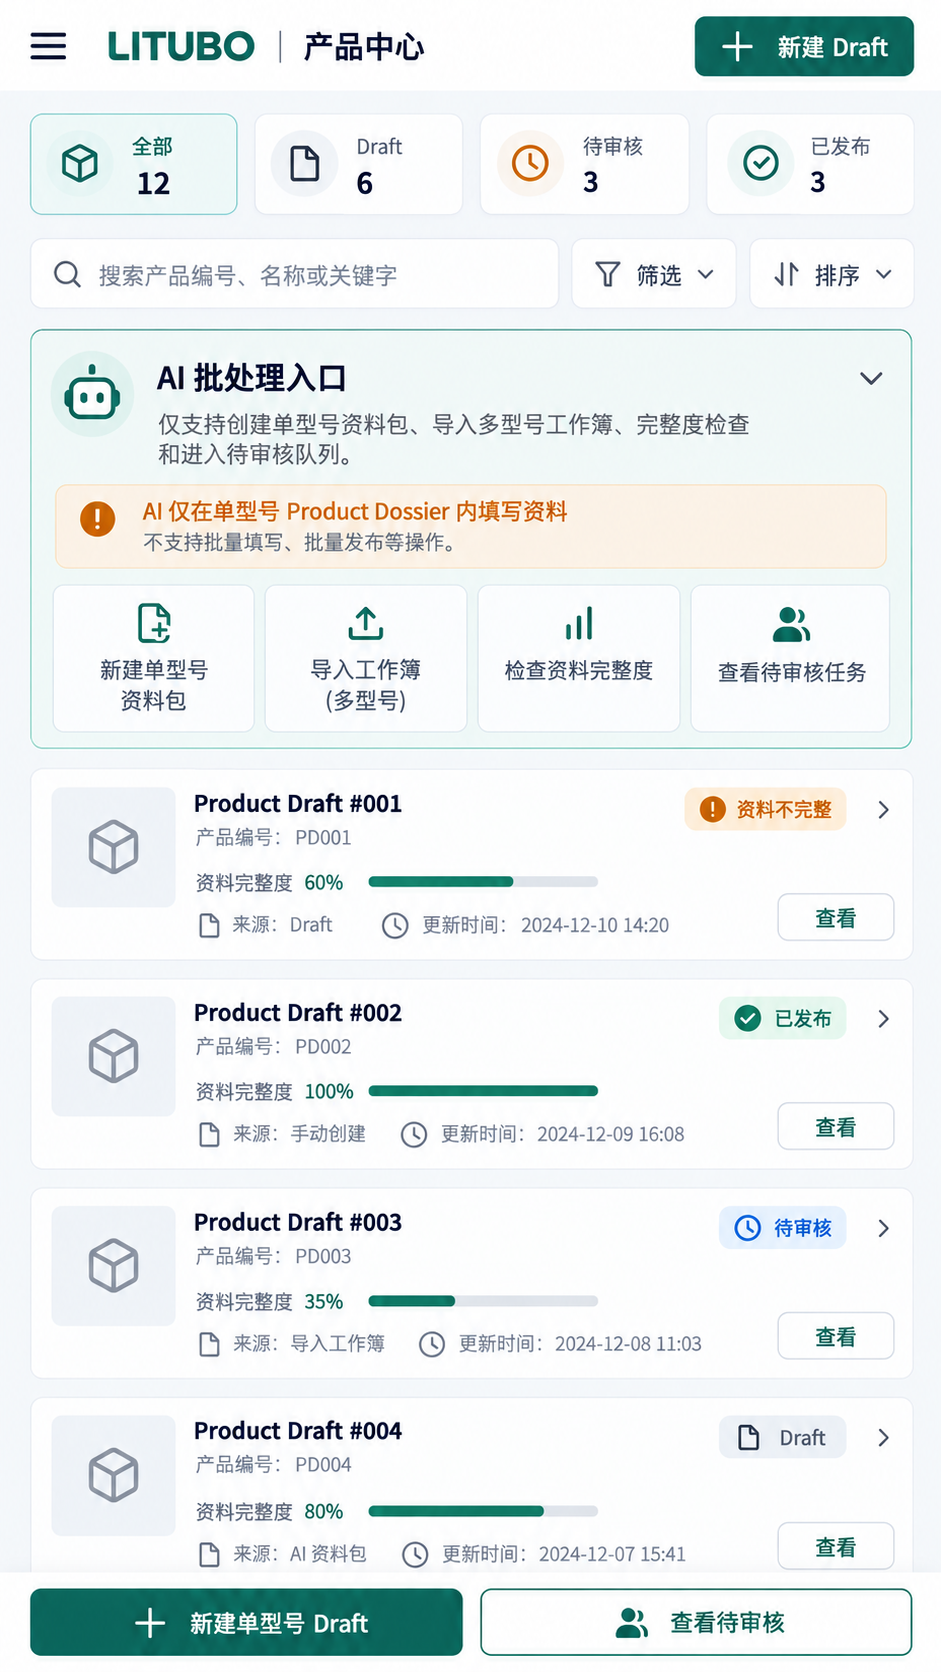 LITUBO
产品中心
新建 Draft
全部
12
Draft
6
待审核
3
已发布
3
搜索产品编号、名称或关键字
筛选
排序
AI 批处理入口
仅支持创建单型号资料包、导入多型号工作簿、完整度检查
和进入待审核队列。
AI 仅在单型号 Product Dossier 内填写资料
不支持批量填写、批量发布等操作。
新建单型号
资料包
导入工作簿
(多型号)
检查资料完整度
查看待审核任务
Product Draft #001
资料不完整
产品编号： PD001
资料完整度 60%
来源：Draft
更新时间： 2024-12-10 14:20
查看
Product Draft #002
已发布
产品编号： PD002
资料完整度 100%
来源：手动创建
更新时间：2024-12-09 16:08
查看
Product Draft #003
待审核
产品编号： PD003
资料完整度 35%
来源：导入工作簿
更新时间：2024-12-08 11:03
查看
Product Draft #004
Draft
产品编号： PD004
资料完整度 80%
来源：AI 资料包
更新时间：2024-12-07 15:41
查看
新建单型号 Draft
查看待审核